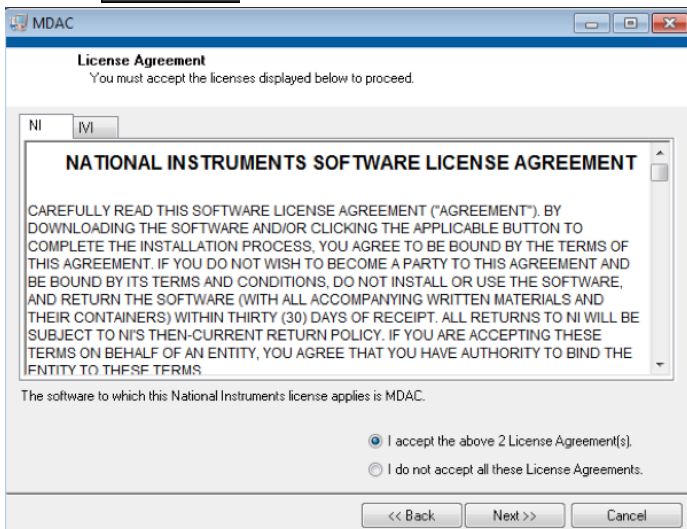 MDAC
License Agreement
You must accept the licenses displayed below to proceed.
NI
IVI
NATIONAL INSTRUMENTS SOFTWARE LICENSE AGREEMENT
CAREFULLY READ THIS SOFTWARE LICENSE AGREEMENT ("AGREEMENT"). BY
DOWNLOADING THE SOFTWARE AND/OR CLICKING THE APPLICABLE BUTTON TO
COMPLETE THE INSTALLATION PROCESS, YOU AGREE TO BE BOUND BY THE TERMS OF
THIS AGREEMENT. IF YOU DO NOT WISH TO BECOME A PARTY TO THIS AGREEMENT AND
BE BOUND BY ITS TERMS AND CONDITIONS, DO NOT INSTALL OR USE THE SOFTWARE,
AND RETURN THE SOFTWARE (WITH ALL ACCOMPANYING WRITTEN MATERIALS AND
THEIR CONTAINERS) WITHIN THIRTY (30) DAYS OF RECEIPT. ALL RETURNS TO NI WILL BE
SUBJECT TO NI'S THEN-CURRENT RETURN POLICY. IF YOU ARE ACCEPTING THESE
TERMS ON BEHALF OF AN ENTITY, YOU AGREE THAT YOU HAVE AUTHORITY TO BIND THE
ENTITY TO THESE TERMS
The software to which this National Instruments license applies is MDAC.
I accept the above 2 License Agreement(s).
I do not accept all these License Agreements.
<< Back
Next >>
Cancel